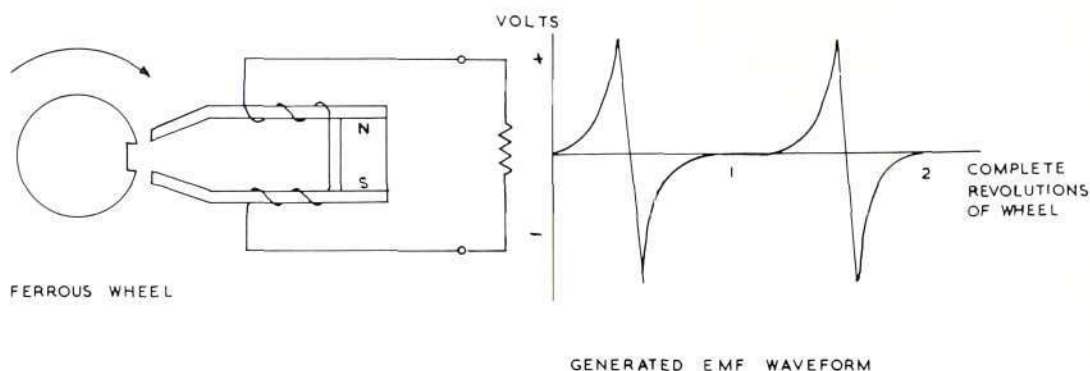 VOLTS
+
N
S
-
1
2
COMPLETE
REVOLUTIONS
OF WHEEL
FERROUS WHEEL
GENERATED EMF WAVEFORM